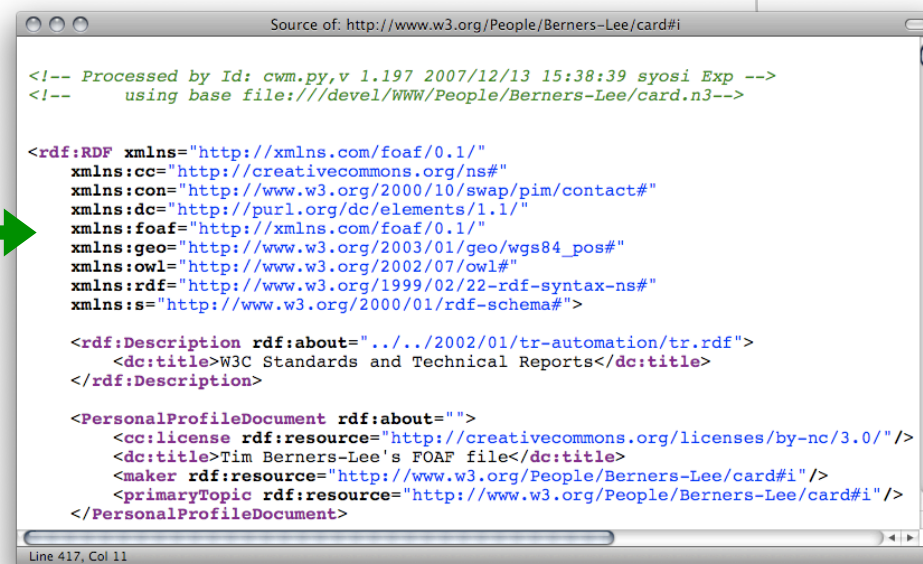 Source of: http://www.w3.org/People/Berners-Lee/card#i
<!-- Processed by Id: cwm.py,v 1.197 2007/12/13 15:38:39 syosi Exp -->
<!--     using base file:///devel/WWW/People/Berners-Lee/card.n3-->
<rdf:RDF xmlns="http://xmlns.com/foaf/0.1/"
xmlns:cc="http://creativecommons.org/ns#"
xmlns:con="http://www.w3.org/2000/10/swap/pim/contact#"
xmlns:dc="http://purl.org/dc/elements/1.1/"
xmlns:foaf="http://xmlns.com/foaf/0.1/"
xmlns:geo="http://www.w3.org/2003/01/geo/wgs84_pos#"
xmlns:owl="http://www.w3.org/2002/07/owl#"
xmlns:rdf="http://www.w3.org/1999/02/22-rdf-syntax-ns#"
xmlns:s="http://www.w3.org/2000/01/rdf-schema#">
<rdf:Description rdf:about="../../2002/01/tr-automation/tr.rdf">
<dc:title>W3C Standards and Technical Reports</dc:title>
</rdf:Description>
<PersonalProfileDocument rdf:about="">
<cc:license rdf:resource="http://creativecommons.org/licenses/by-nc/3.0/"/>
<dc:title>Tim Berners-Lee's FOAF file</dc:title>
<maker rdf:resource="http://www.w3.org/People/Berners-Lee/card#i"/>
<primaryTopic rdf:resource="http://www.w3.org/People/Berners-Lee/card#i"/>
</PersonalProfileDocument>
Line 417, Col 11